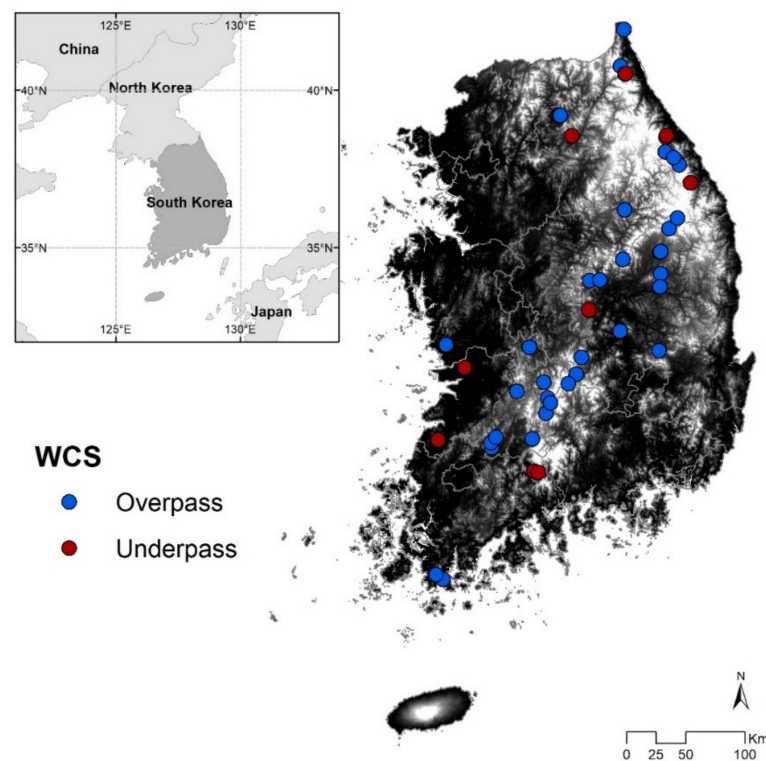 125°E
130°E
China
40°N
North Korea
40°N
South Korea
35°N
35°N
Japan
125°E
130°E
WCS
Overpass
Underpass
N
Km
0 25 50 100